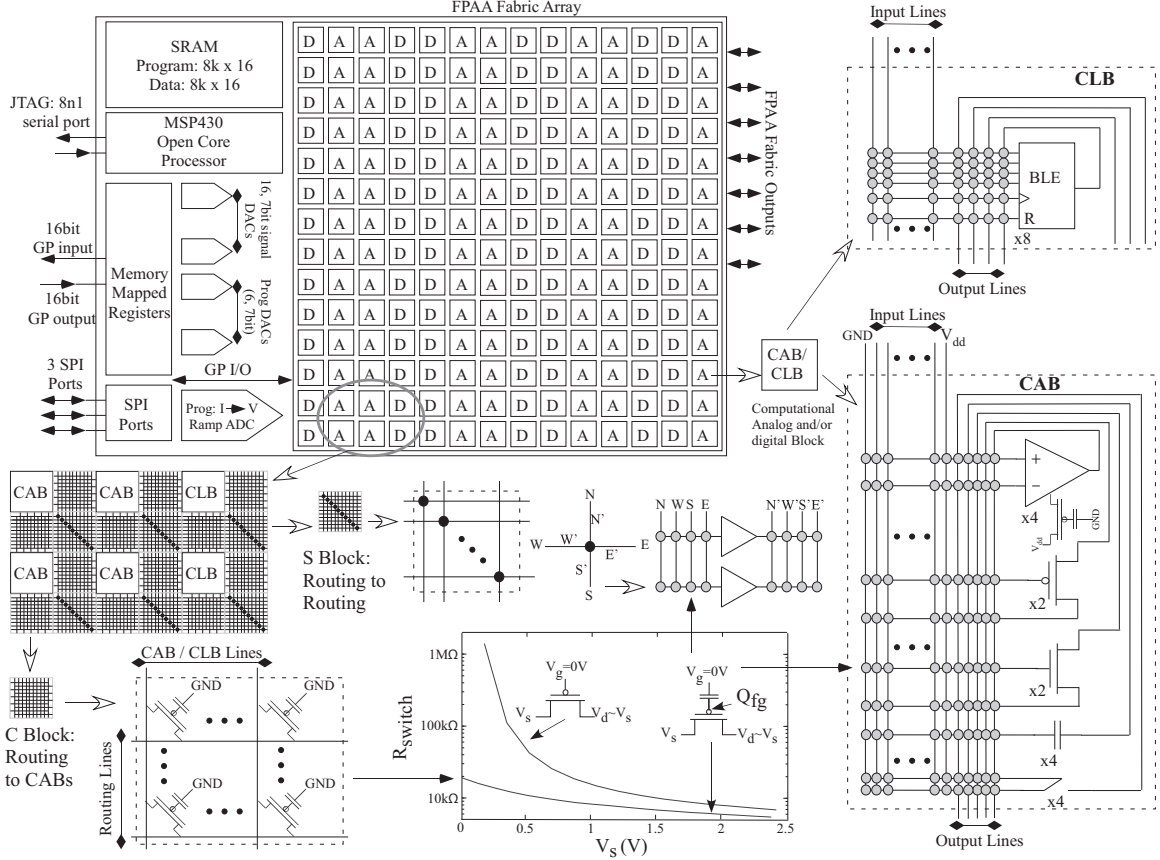 FPAA Fabric Array
SRAM
Program: 8k x 16
Data: 8k x 16
JTAG: 8n1
serial port
MSP430
Open Core
Processor
16, 7bit signal
DACs
16bit
GP input
Memory
Mapped
Registers
Prog DACs
(6, 7bit)
16bit
GP output
GP I/O
3 SPI
Ports
SPI
Ports
Prog: I V
Ramp ADC
D A A D D A A D D A A D D A
D A A D D A A D D A A D D A
D A A D D A A D D A A D D A
D A A D D A A D D A A D D A
D A A D D A A D D A A D D A
D A A D D A A D D A A D D A
D A A D D A A D D A A D D A
D A A D D A A D D A A D D A
D A A D D A A D D A A D D A
D A A D D A A D D A A D D A
D A A D D A A D D A A D D A
D A A D D A A D D A A D D A
D A A D D A A D D A A D D A
D A A D D A A D D A A D D A
FPAA Fabric Outputs
CAB/
CLB
Computational
Analog and/or
digital Block
Input Lines
CLB
BLE
R
x8
Output Lines
Input Lines
GND
Vdd
CAB
+
−
x4
GND
Vdd
x2
x2
x4
x4
Output Lines
CAB CAB CLB
CAB CAB CLB
S Block:
Routing to
Routing
N
N'
W W'
E' E
S'
S
N W S E N' W' S' E'
C Block:
Routing
to CABs
CAB / CLB Lines
GND GND
GND GND
Routing Lines
Rswitch
1MΩ
100kΩ
10kΩ
Vg=0V
Vs Vd~Vs
Vg=0V
Qfg
Vs Vd~Vs
0 0.5 1 1.5 2 2.5
Vs (V)